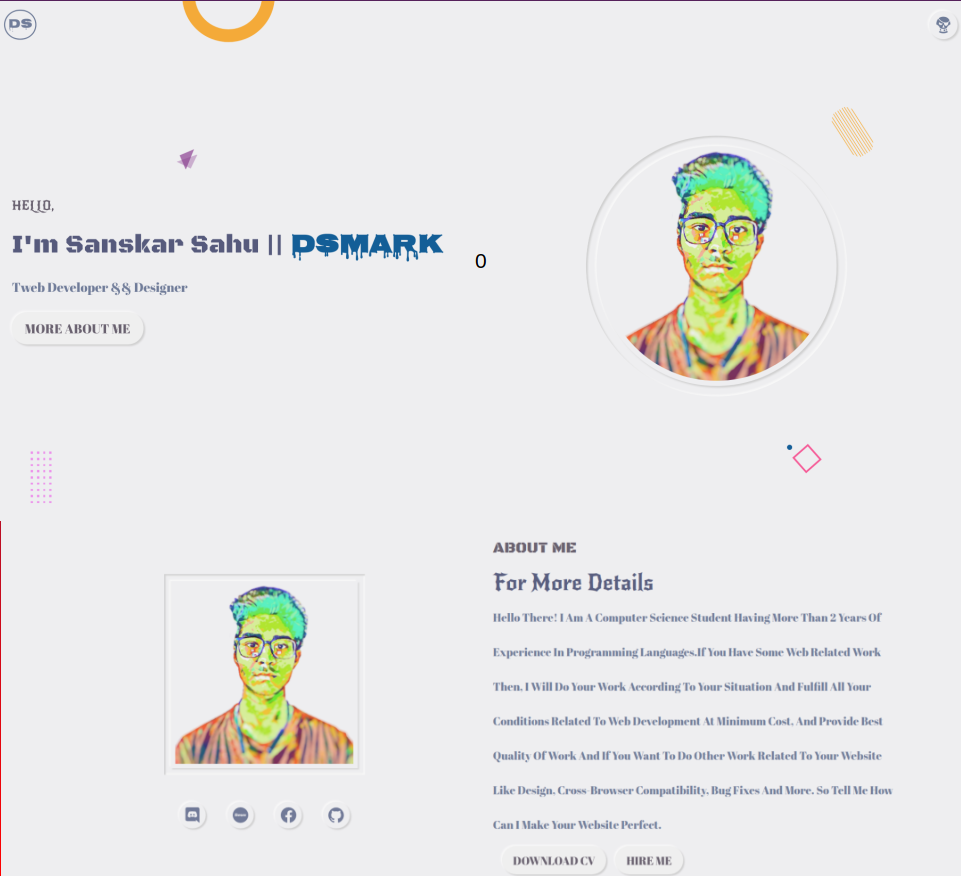 DS
HELLO,
I'm Sanskar Sahu || DSMARK
0
Tweb Developer && Designer
MORE ABOUT ME
ABOUT ME
For More Details
Hello There! I Am A Computer Science Student Having More Than 2 Years Of
Experience In Programming Languages.If You Have Some Web Related Work
Then, I Will Do Your Work According To Your Situation And Fulfill All Your
Conditions Related To Web Development At Minimum Cost. And Provide Best
Quality Of Work And If You Want To Do Other Work Related To Your Website
Like Design, Cross-Browser Compatibility, Bug Fixes And More. So Tell Me How
Can I Make Your Website Perfect.
DOWNLOAD CV
HIRE ME